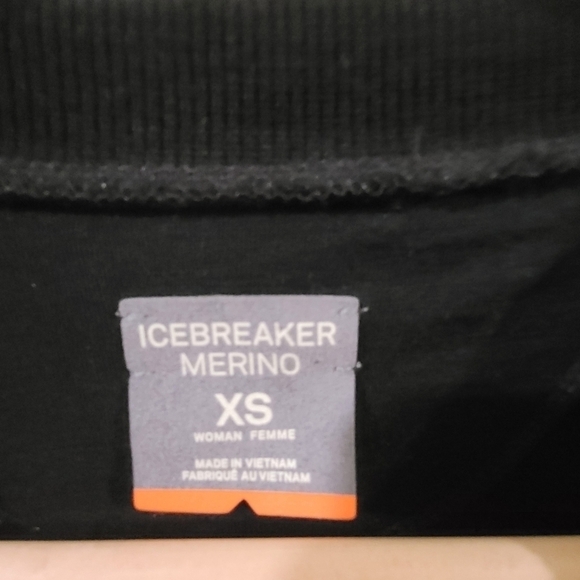 ICEBREAKER
MERINO
XS
WOMAN FEMME
MADE IN VIETNAM
FABRIQUÉ AU VIETNAM